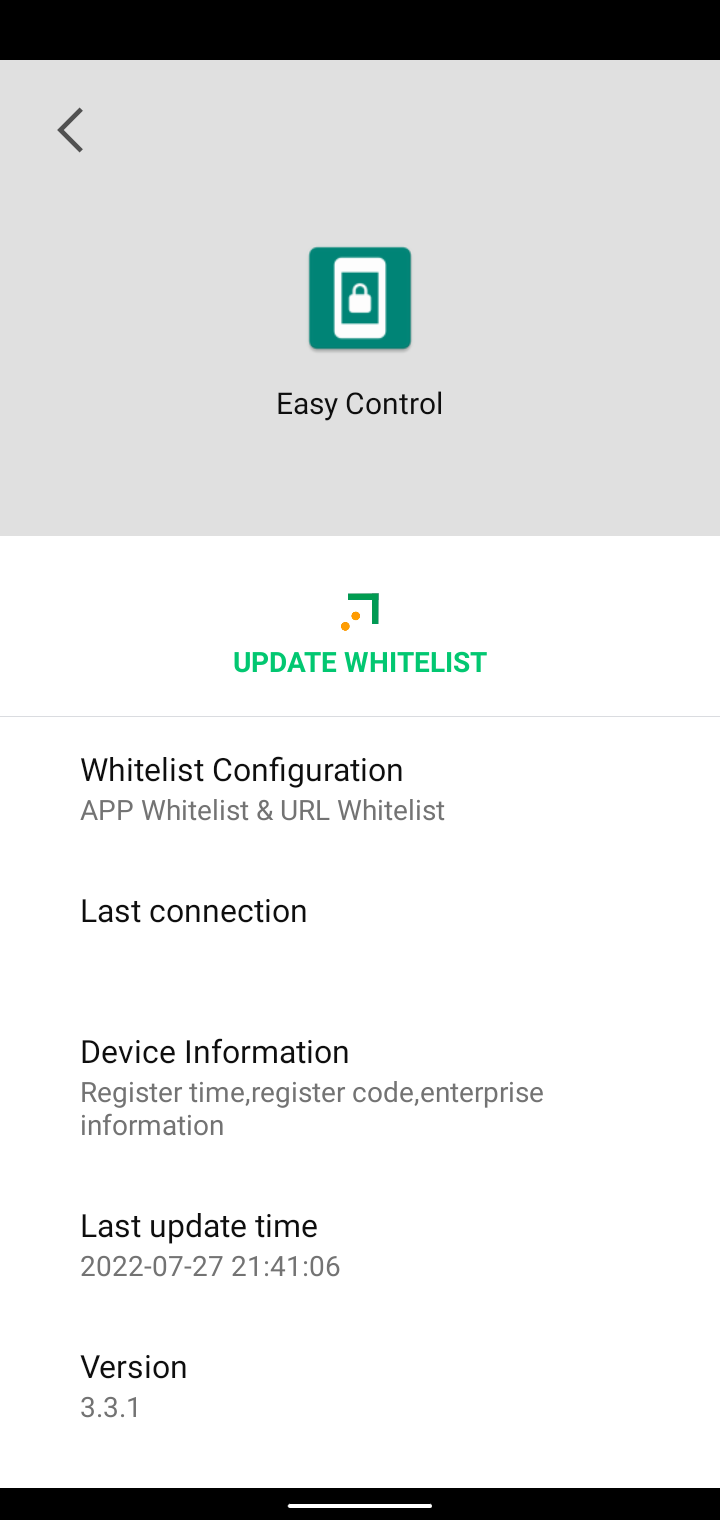 Easy Control
UPDATE WHITELIST
Whitelist Configuration
APP Whitelist & URL Whitelist
Last connection
Device Information
Register time,register code,enterprise
information
Last update time
2022-07-27 21:41:06
Version
3.3.1